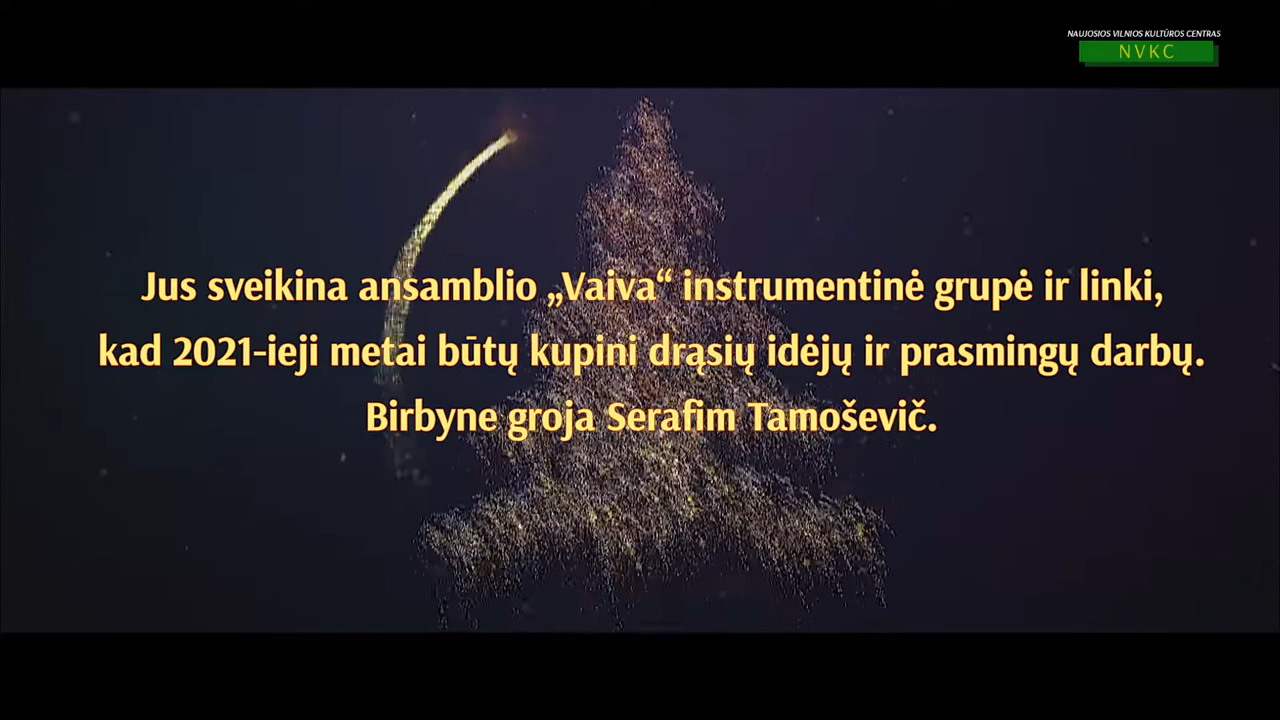 NAUJOSIOS VILNIOS KULTŪROS CENTRAS
NVKC
Jus sveikina ansamblio „Vaiva“ instrumentinė grupė ir linki,
kad 2021-ieji metai būtų kupini drąsių idėjų ir prasmingų darbų.
Birbyne groja Serafim Tamoševič.